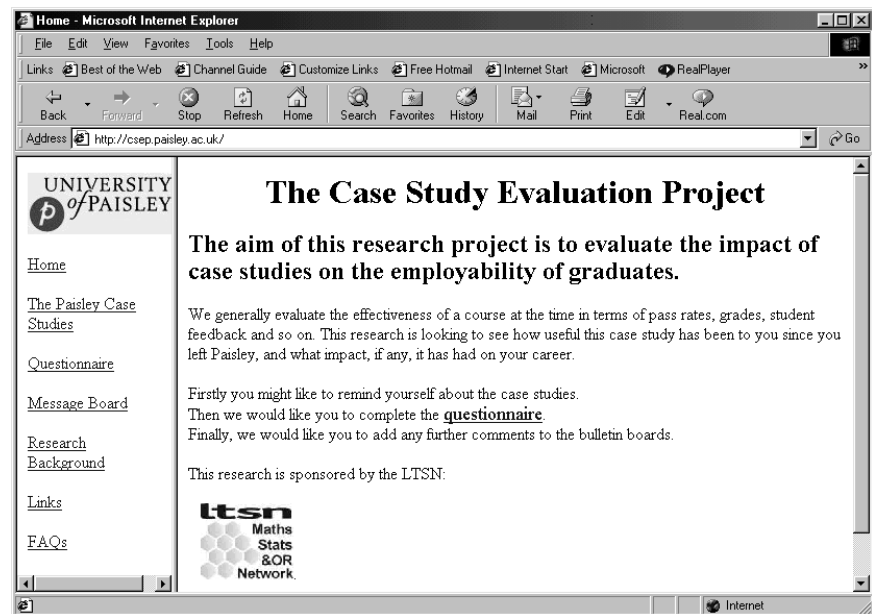 Home - Microsoft Internet Explorer
File Edit View Favorites Tools Help
Links Best of the Web Channel Guide Customize Links Free Hotmail Internet Start Microsoft RealPlayer »
Back Forward Stop Refresh Home Search Favorites History Mail Print Edit Real.com
Address http://csep.paisley.ac.uk/ Go
UNIVERSITY
of PAISLEY
Home
The Paisley Case
Studies
Questionnaire
Message Board
Research
Background
Links
FAQs
The Case Study Evaluation Project
The aim of this research project is to evaluate the impact of
case studies on the employability of graduates.
We generally evaluate the effectiveness of a course at the time in terms of pass rates, grades, student
feedback and so on. This research is looking to see how useful this case study has been to you since you
left Paisley, and what impact, if any, it has had on your career.
Firstly you might like to remind yourself about the case studies.
Then we would like you to complete the questionnaire.
Finally, we would like you to add any further comments to the bulletin boards.
This research is sponsored by the LTSN:
ltsn
Maths
Stats
&OR
Network
Internet